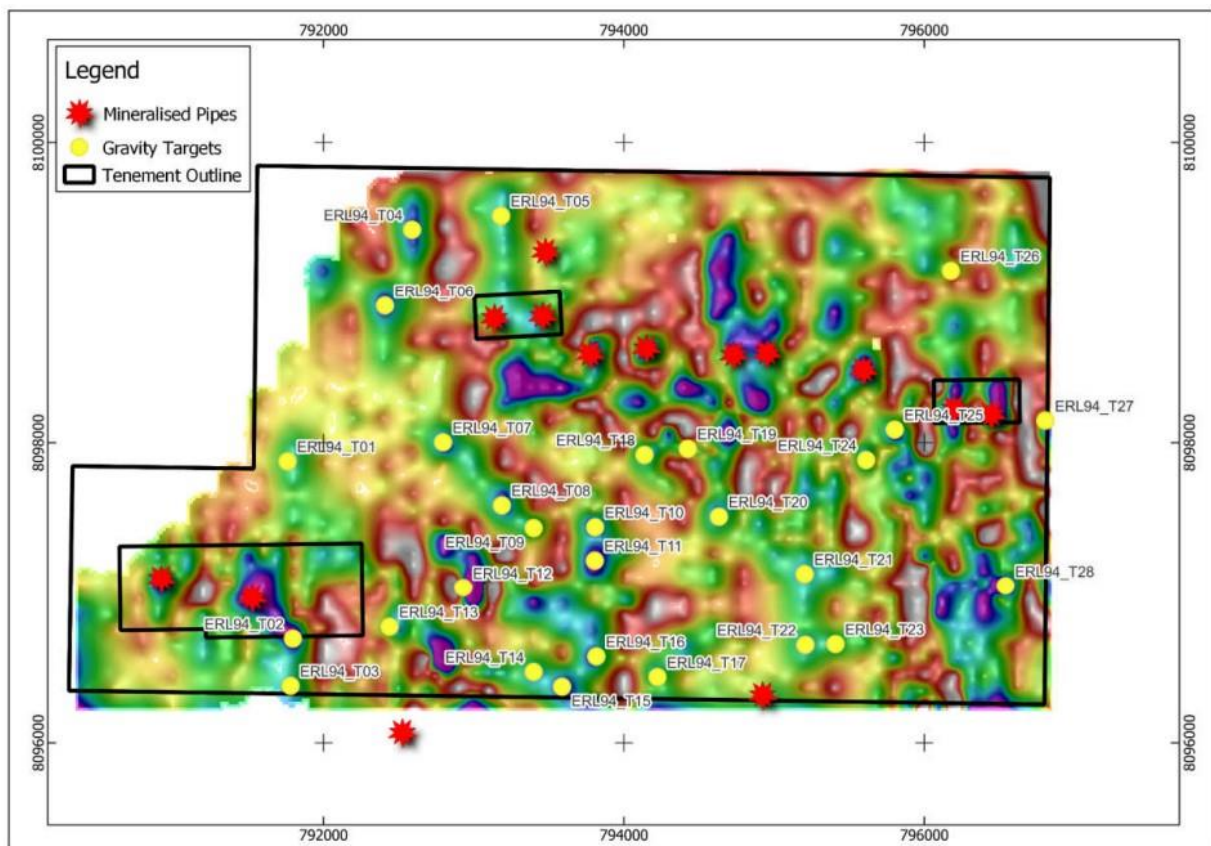 792000
794000
796000
Legend
Mineralised Pipes
Gravity Targets
Tenement Outline
8100000
8100000
ERL94_T04
ERL94_T05
ERL94_T26
ERL94_T06
ERL94_T27
ERL94_T25
8098000
8098000
ERL94_T07
ERL94_T18
ERL94_T19
ERL94_T24
ERL94_T01
ERL94_T08
ERL94_T10
ERL94_T20
ERL94_T09
ERL94_T11
ERL94_T21
ERL94_T28
ERL94_T12
ERL94_T13
ERL94_T02
ERL94_T16
ERL94_T22
ERL94_T23
ERL94_T03
ERL94_T14
ERL94_T17
ERL94_T15
8096000
8096000
792000
794000
796000